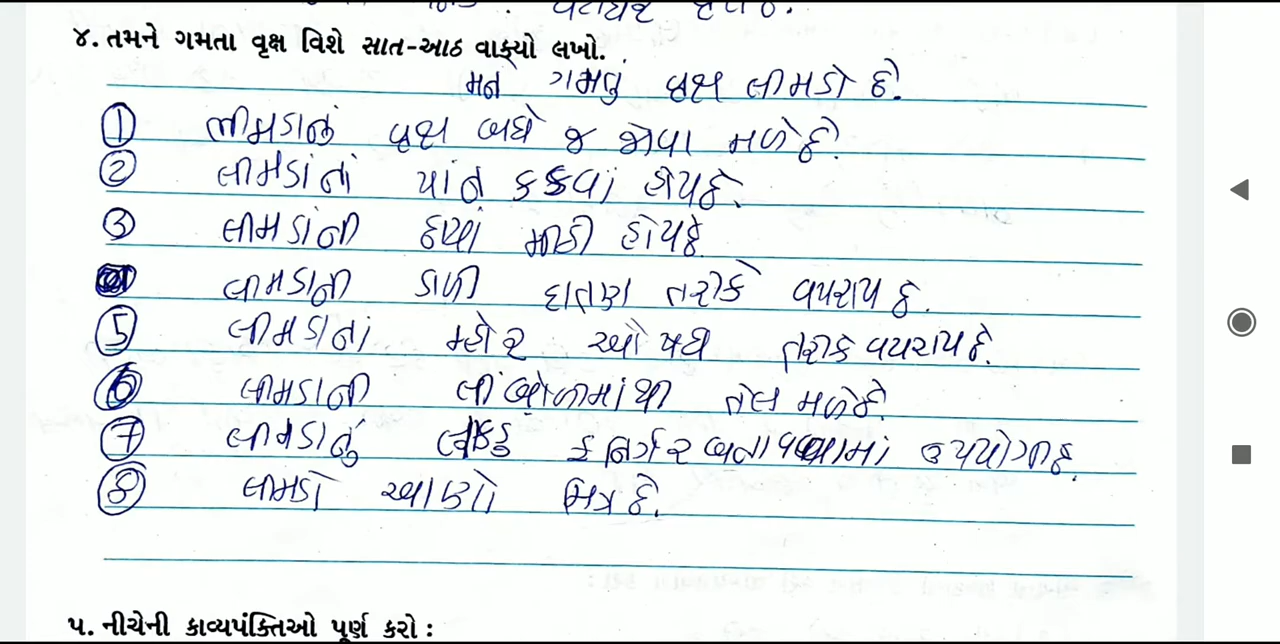 ૪. તમને ગમતા વૃક્ષ વિશે સાત-આઠ વાક્યો લખો.
મને ગમતું વૃક્ષ લીમડો છે.
① લીમડાનું વૃક્ષ બધે જ જોવા મળે છે.
② લીમડાંનાં પાંન કડવાં હોય છે.
③ લીમડાંની છાયાં મીઠી હોય છે
લીમડાની ડાળી દાતણ તરીકે વપરાય છે.
⑤ લીમડાનાં મ્હોર ઔષધ તરીકે વપરાય છે.
⑥ લીમડાની લીંબોળીમાંથી તેલ મળે છે.
⑦ લીમડાનું લાકડુ ફર્નિચર બનાવવામાં ઉપયોગી છે.
⑧ લીમડો આપણો મિત્ર છે.
૫. નીચેની કાવ્યપંક્તિઓ પૂર્ણ કરો :